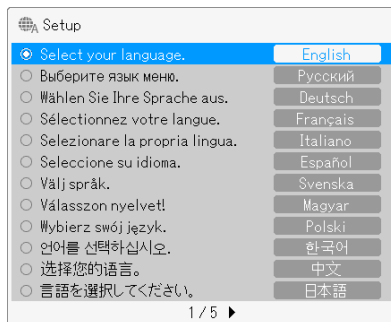 Setup
Select your language. English
Выберите язык меню. Русский
Wählen Sie Ihre Sprache aus. Deutsch
Sélectionnez votre langue. Français
Selezionare la propria lingua. Italiano
Seleccione su idioma. Español
Välj språk. Svenska
Válasszon nyelvet! Magyar
Wybierz swój język. Polski
언어를 선택하십시오. 한국어
选择您的语言。 中文
言語を選択してください。 日本語
1/5